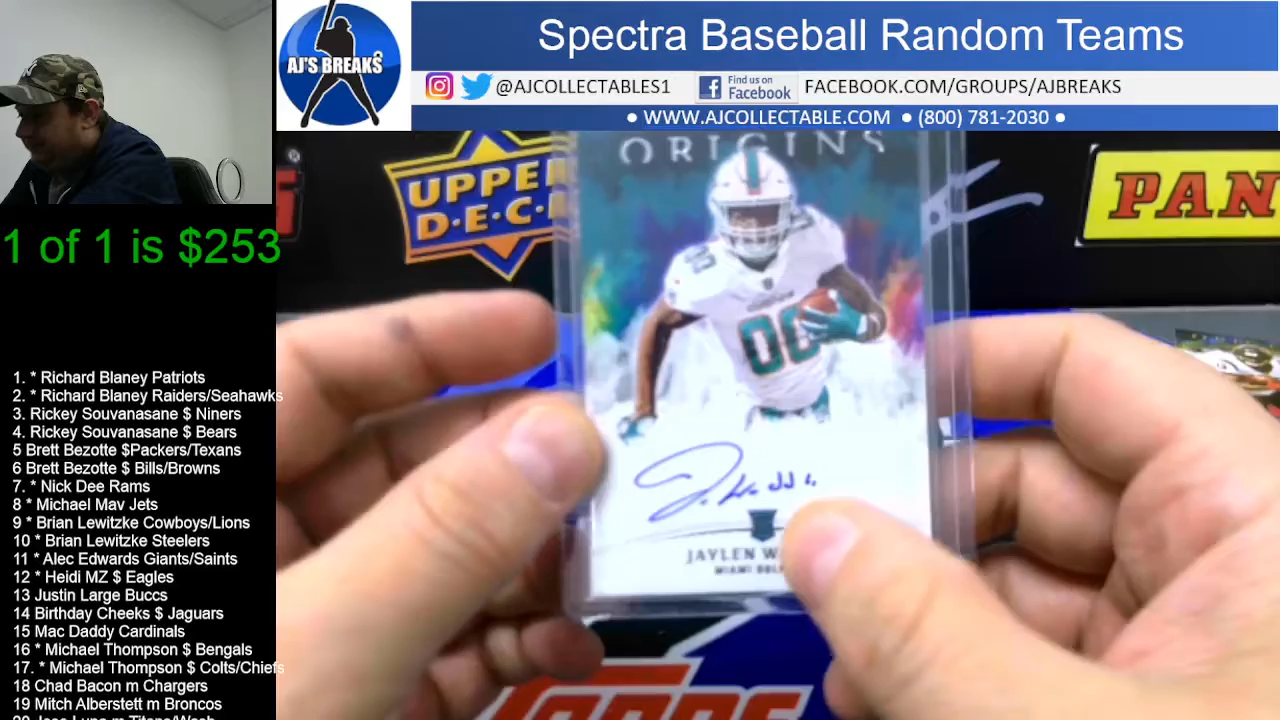 Spectra Baseball Random Teams
AJ'S BREAKS
@AJCOLLECTABLES1
Find us on
Facebook
FACEBOOK.COM/GROUPS/AJBREAKS
• WWW.AJCOLLECTABLE.COM • (800) 781-2030 •
1 of 1 is $253
1. * Richard Blaney Patriots
2. * Richard Blaney Raiders/Seahawks
3. Rickey Souvanasane $ Niners
4. Rickey Souvanasane $ Bears
5 Brett Bezotte $Packers/Texans
6 Brett Bezotte $ Bills/Browns
7. * Nick Dee Rams
8 * Michael Mav Jets
9 * Brian Lewitzke Cowboys/Lions
10 * Brian Lewitzke Steelers
11 * Alec Edwards Giants/Saints
12 * Heidi MZ $ Eagles
13 Justin Large Buccs
14 Birthday Cheeks $ Jaguars
15 Mac Daddy Cardinals
16 * Michael Thompson $ Bengals
17. * Michael Thompson $ Colts/Chiefs
18 Chad Bacon m Chargers
19 Mitch Alberstett m Broncos
ORIGINS
UPPE
D·E·C·
PAN
00
00
JAYLEN W
MIAMI
TOPPS